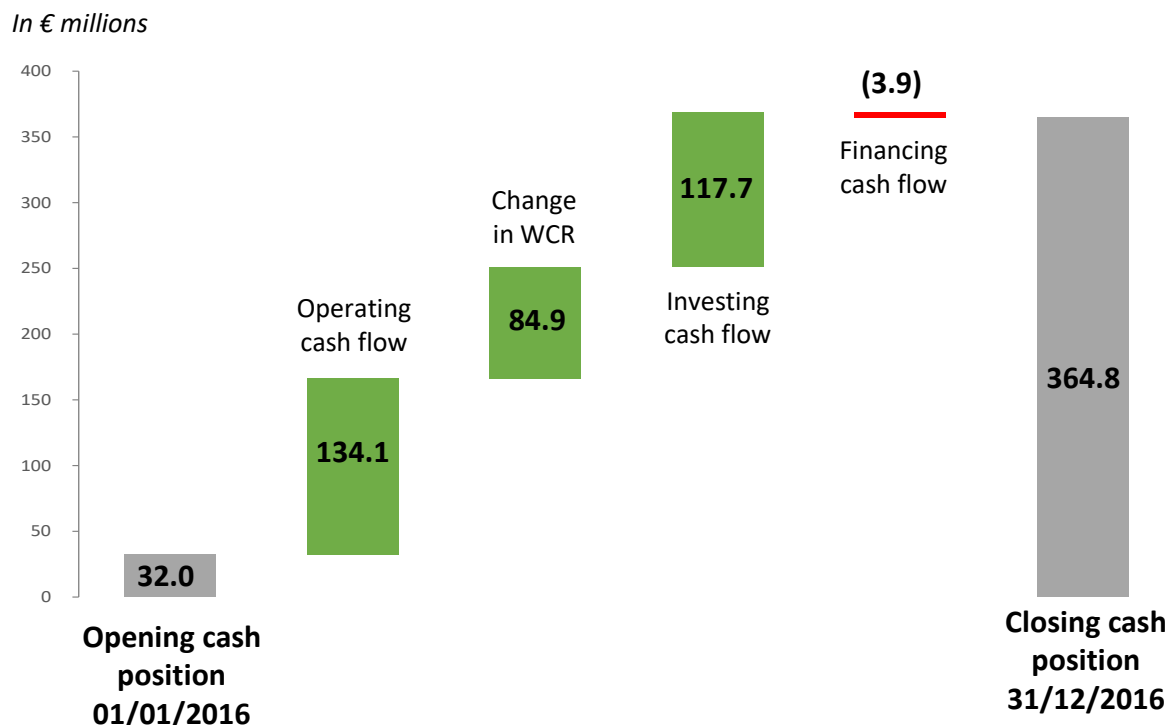 In € millions
400
350
300
250
200
150
100
50
0
32.0
Opening cash
position
01/01/2016
Operating
cash flow
134.1
Change
in WCR
84.9
117.7
Investing
cash flow
(3.9)
Financing
cash flow
364.8
Closing cash
position
31/12/2016